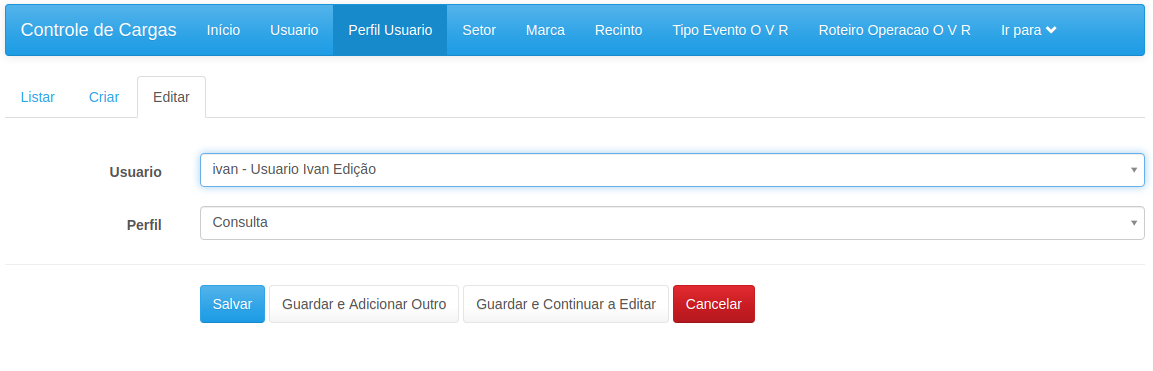 Controle de Cargas Início Usuario Perfil Usuario Setor Marca Recinto Tipo Evento O V R Roteiro Operacao O V R Ir para
Listar Criar Editar
Usuario ivan - Usuario Ivan Edição
Perfil Consulta
Salvar Guardar e Adicionar Outro Guardar e Continuar a Editar Cancelar